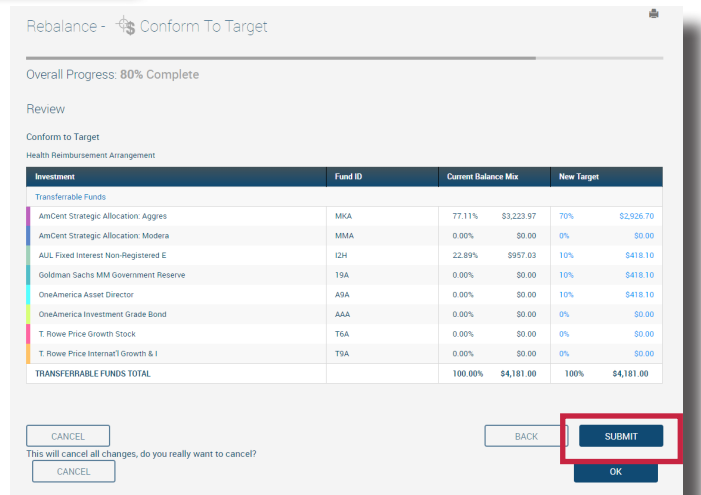 Rebalance - Conform To Target
Overall Progress: 80% Complete
Review
Conform to Target
Health Reimbursement Arrangement
Investment Fund ID Current Balance Mix New Target
Transferrable Funds
AmCent Strategic Allocation: Aggres MKA 77.11% $3,223.97 70% $2,926.70
AmCent Strategic Allocation: Modera MMA 0.00% $0.00 0% $0.00
AUL Fixed Interest Non-Registered E I2H 22.89% $957.03 10% $418.10
Goldman Sachs MM Government Reserve 19A 0.00% $0.00 10% $418.10
OneAmerica Asset Director A9A 0.00% $0.00 10% $418.10
OneAmerica Investment Grade Bond AAA 0.00% $0.00 0% $0.00
T. Rowe Price Growth Stock T6A 0.00% $0.00 0% $0.00
T. Rowe Price Internat'l Growth & I T9A 0.00% $0.00 0% $0.00
TRANSFERRABLE FUNDS TOTAL 100.00% $4,181.00 100% $4,181.00
CANCEL BACK SUBMIT
This will cancel all changes, do you really want to cancel?
CANCEL OK